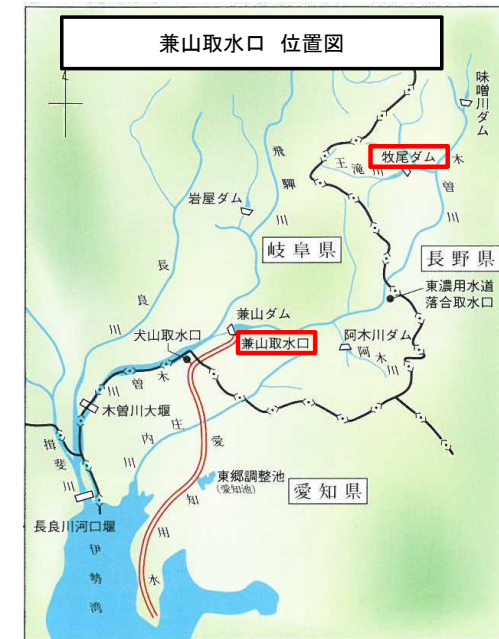 兼山取水口 位置図
味噌川ダム
飛騨川
王滝川
牧尾ダム
木曽川
岩屋ダム
岐阜県
長野県
長良川
東濃用水道
落合取水口
兼山ダム
犬山取水口
兼山取水口
阿木川ダム
阿木川
木曽川
木曽川大堰
庄内川
揖斐川
愛知用水
東郷調整池
(愛知池)
愛知県
長良川河口堰
伊勢湾